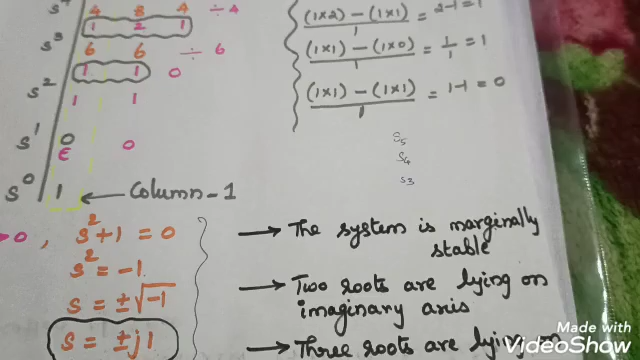 s⁴ 4 8 4 ÷4
s³ 1 2 1
6 6 ÷ 6
s² 1 1 0
1 1
s¹ 0 0
ε
s⁰ 1 ← Column-1
→0, s²+1 = 0
s² = -1
s = ±√-1
s = ±j1
(1×2) - (1×1) / 1 = 2-1 = 1
(1×1) - (1×0) / 1 = 1/1 = 1
(1×1) - (1×1) / 1 = 1-1 = 0
S5
S4
S3
→ The system is marginally
stable
→ Two roots are lying on
imaginary axis
→ Three roots are lying on
Made with
VideoShow